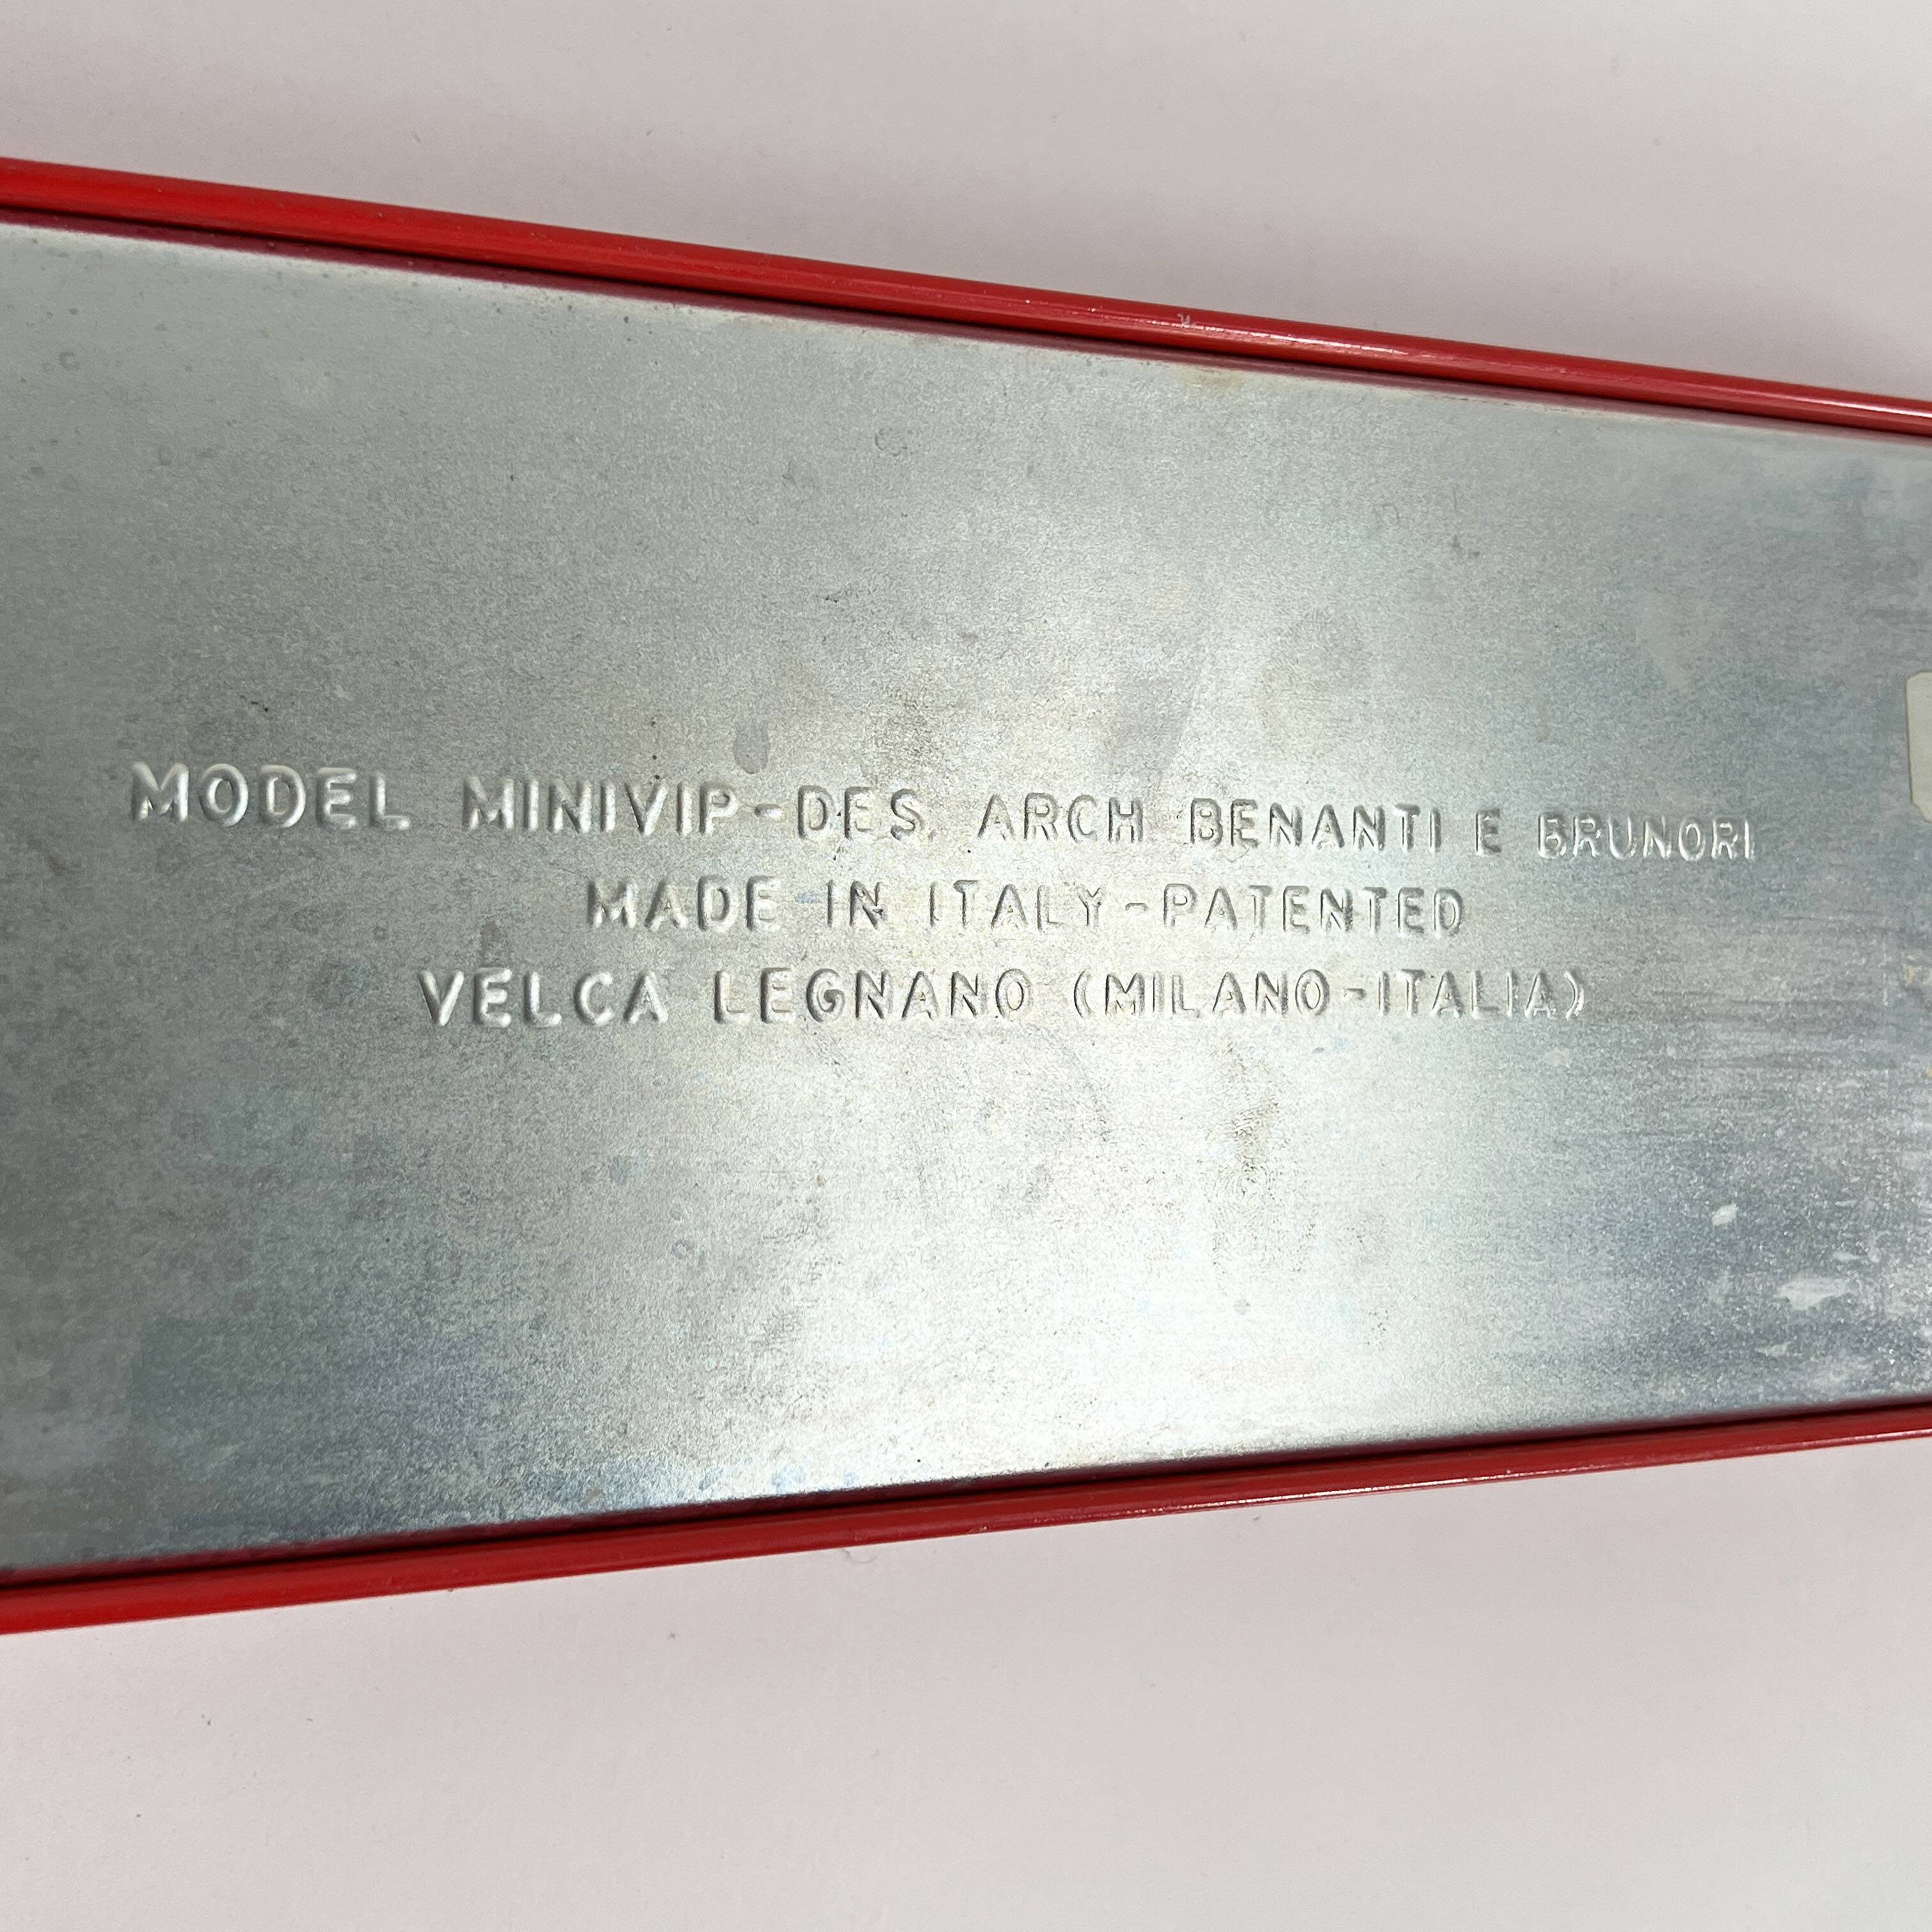 MODEL MINIVIP-DES. ARCH BENANTI E BRUNORI
MADE IN ITALY-PATENTED
VELCA LEGNANO (MILANO-ITALIA)